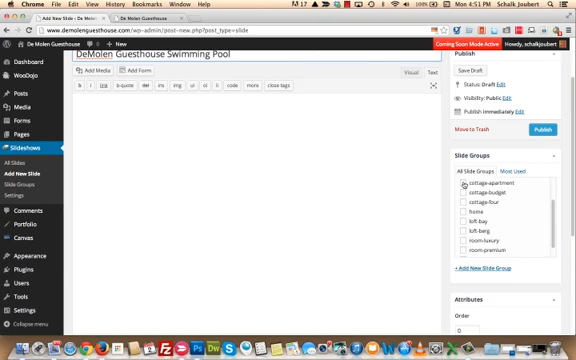 Chrome File Edit View History Bookmarks Window Help
17
100%
Mon 4:51 PM Schalk Joubert
Add New Slide ‹ De Mole
De Molen Guesthouse
www.demolenguesthouse.com/wp-admin/post-new.php?post_type=slide
De Molen Guesthouse
+ New
Coming Soon Mode Active
Howdy, schalkjoubert
Dashboard
WooDojo
Posts
Media
Forms
Pages
Slideshows
All Slides
Add New Slide
Slide Groups
Settings
Comments
Portfolio
Canvas
Appearance
Plugins
Users
Tools
Settings
Collapse menu
DeMolen Guesthouse Swimming Pool
Add Media
Add Form
Visual
Text
b i link b-quote del ins img ul ol li code more close tags
Publish
Save Draft
Status: Draft Edit
Visibility: Public Edit
Publish immediately Edit
Move to Trash
Publish
Slide Groups
All Slide Groups
Most Used
cottage-apartment
cottage-budget
cottage-four
home
loft-bay
loft-berg
room-luxury
room-premium
+ Add New Slide Group
Attributes
Order
0